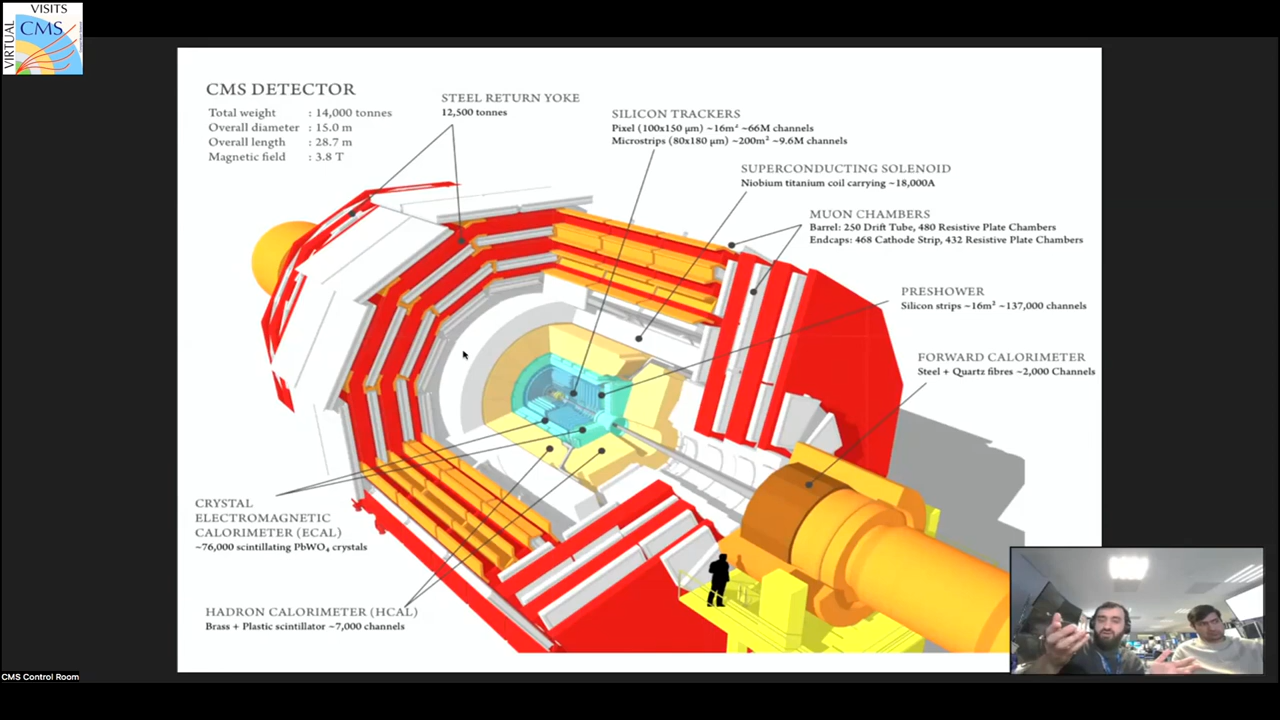 VISITS
VIRTUAL
CMS
CMS DETECTOR
Total weight : 14,000 tonnes
Overall diameter : 15.0 m
Overall length : 28.7 m
Magnetic field : 3.8 T
STEEL RETURN YOKE
12,500 tonnes
SILICON TRACKERS
Pixel (100x150 μm) ~16m² ~66M channels
Microstrips (80x180 μm) ~200m² ~9.6M channels
SUPERCONDUCTING SOLENOID
Niobium titanium coil carrying ~18,000A
MUON CHAMBERS
Barrel: 250 Drift Tube, 480 Resistive Plate Chambers
Endcaps: 468 Cathode Strip, 432 Resistive Plate Chambers
PRESHOWER
Silicon strips ~16m² ~137,000 channels
FORWARD CALORIMETER
Steel + Quartz fibres ~2,000 Channels
CRYSTAL
ELECTROMAGNETIC
CALORIMETER (ECAL)
~76,000 scintillating PbWO₄ crystals
HADRON CALORIMETER (HCAL)
Brass + Plastic scintillator ~7,000 channels
CMS Control Room